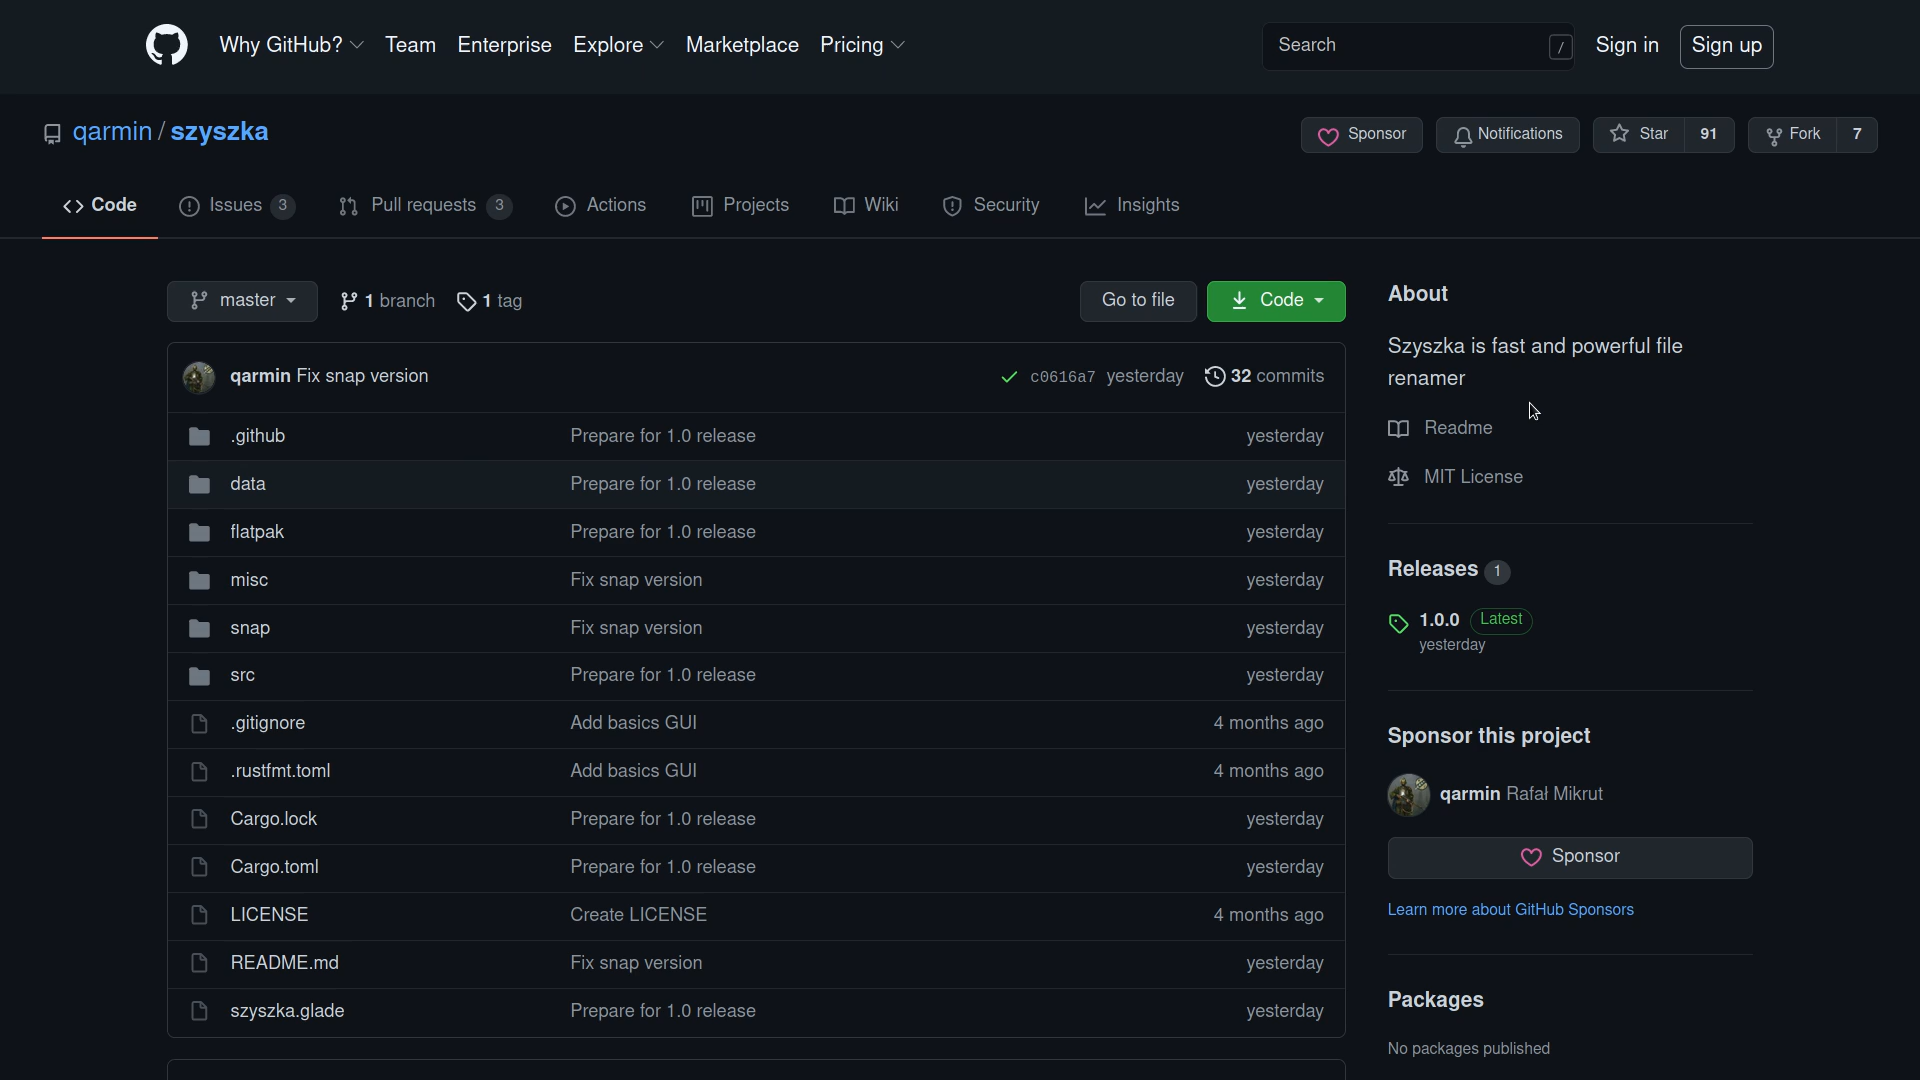 Why GitHub? Team Enterprise Explore Marketplace Pricing Search / Sign in Sign up
qarmin / szyszka Sponsor Notifications Star 91 Fork 7
Code Issues 3 Pull requests 3 Actions Projects Wiki Security Insights
master 1 branch 1 tag Go to file Code
qarmin Fix snap version c0616a7 yesterday 32 commits
.github Prepare for 1.0 release yesterday
data Prepare for 1.0 release yesterday
flatpak Prepare for 1.0 release yesterday
misc Fix snap version yesterday
snap Fix snap version yesterday
src Prepare for 1.0 release yesterday
.gitignore Add basics GUI 4 months ago
.rustfmt.toml Add basics GUI 4 months ago
Cargo.lock Prepare for 1.0 release yesterday
Cargo.toml Prepare for 1.0 release yesterday
LICENSE Create LICENSE 4 months ago
README.md Fix snap version yesterday
szyszka.glade Prepare for 1.0 release yesterday
About
Szyszka is fast and powerful file
renamer
Readme
MIT License
Releases 1
1.0.0 Latest
yesterday
Sponsor this project
qarmin Rafał Mikrut
Sponsor
Learn more about GitHub Sponsors
Packages
No packages published